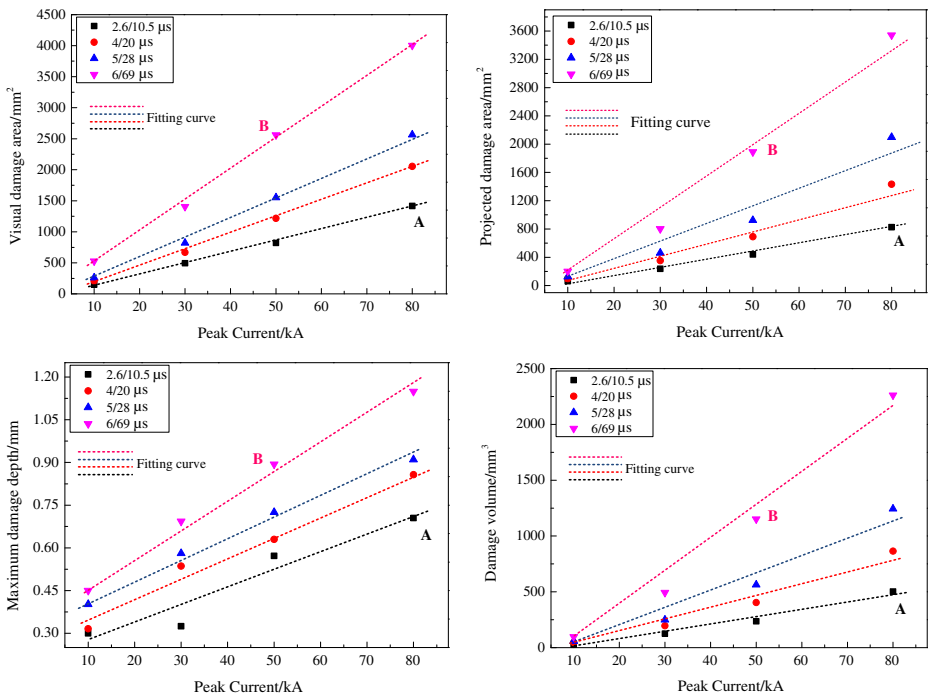 2.6/10.5 µs
4/20 µs
5/28 µs
6/69 µs
Fitting curve
B
A
4500
4000
3500
3000
2500
2000
1500
1000
500
0
10 20 30 40 50 60 70 80
Visual damage area/mm²
Peak Current/kA
2.6/10.5 µs
4/20 µs
5/28 µs
6/69 µs
Fitting curve
B
A
3600
3200
2800
2400
2000
1600
1200
800
400
0
10 20 30 40 50 60 70 80
Projected damage area/mm²
Peak Current/kA
2.6/10.5 µs
4/20 µs
5/28 µs
6/69 µs
Fitting curve
B
A
1.20
1.05
0.90
0.75
0.60
0.45
0.30
10 20 30 40 50 60 70 80
Maximum damage depth/mm
Peak Current/kA
2.6/10.5 µs
4/20 µs
5/28 µs
6/69 µs
Fitting curve
B
A
2500
2000
1500
1000
500
0
10 20 30 40 50 60 70 80
Damage volume/mm³
Peak Current/kA